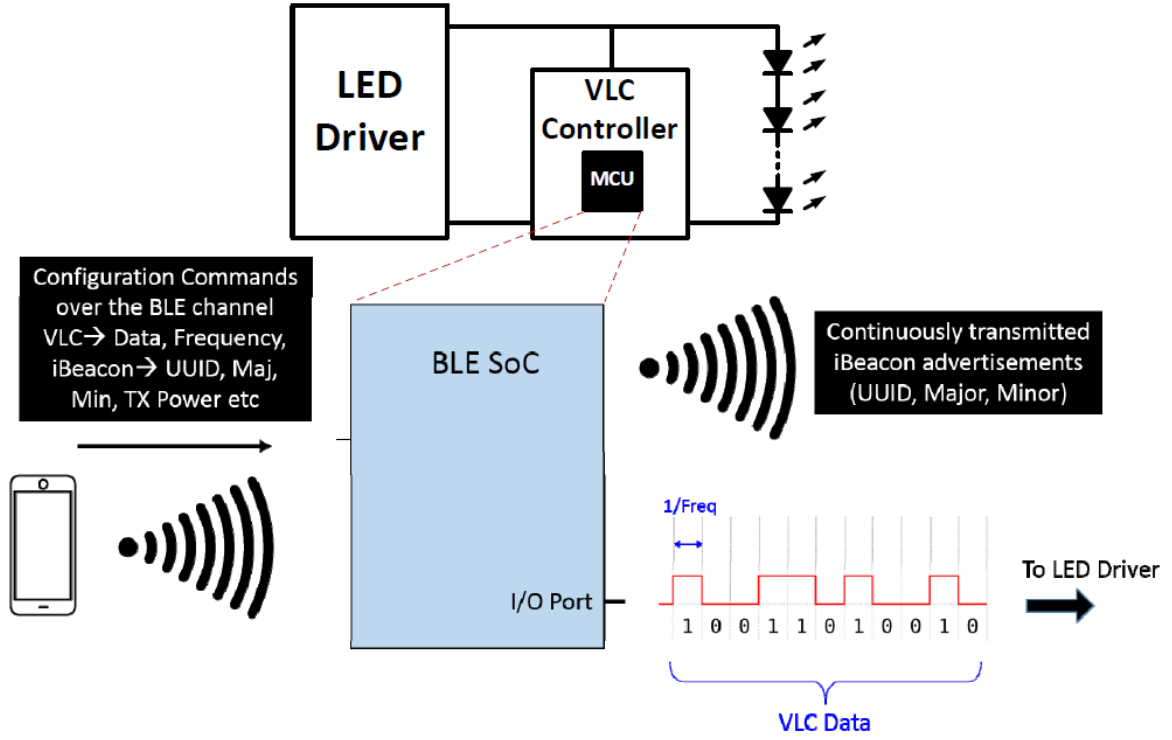 LED
Driver
VLC
Controller
MCU
Configuration Commands
over the BLE channel
VLC→ Data, Frequency,
iBeacon→ UUID, Maj,
Min, TX Power etc
BLE SoC
Continuously transmitted
iBeacon advertisements
(UUID, Major, Minor)
1/Freq
I/O Port
To LED Driver
1 0 0 1 1 0 1 0 0 1 0
VLC Data